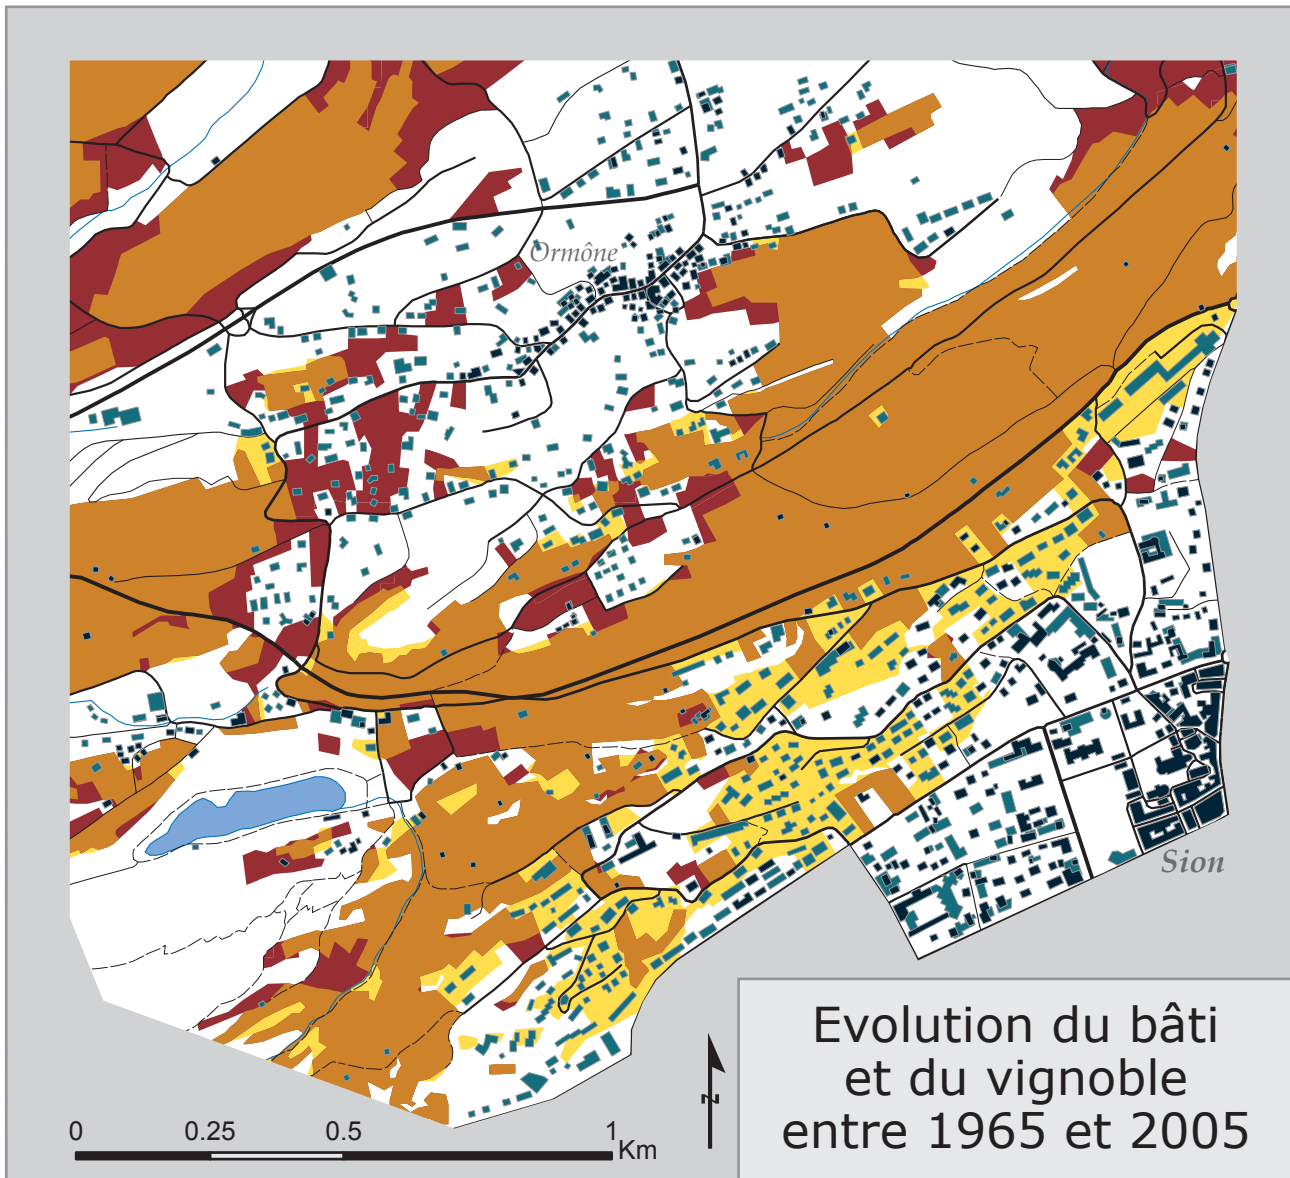 Ormône
Sion
Evolution du bâti
et du vignoble
entre 1965 et 2005
0 0.25 0.5 1 Km
N